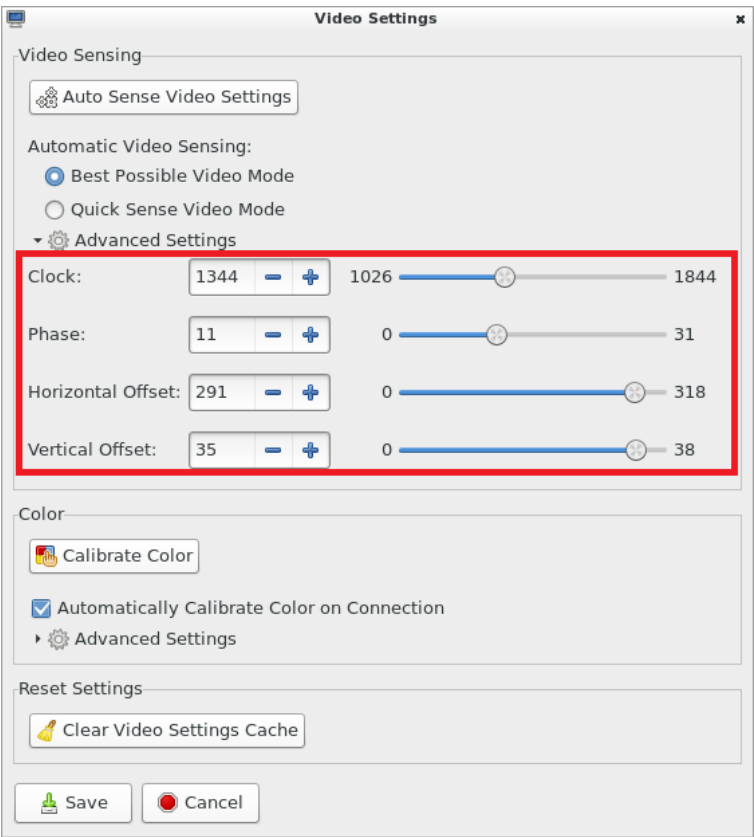 Video Settings
Video Sensing
Auto Sense Video Settings
Automatic Video Sensing:
Best Possible Video Mode
Quick Sense Video Mode
Advanced Settings
Clock: 1344 1026 1844
Phase: 11 0 31
Horizontal Offset: 291 0 318
Vertical Offset: 35 0 38
Color
Calibrate Color
Automatically Calibrate Color on Connection
Advanced Settings
Reset Settings
Clear Video Settings Cache
Save Cancel